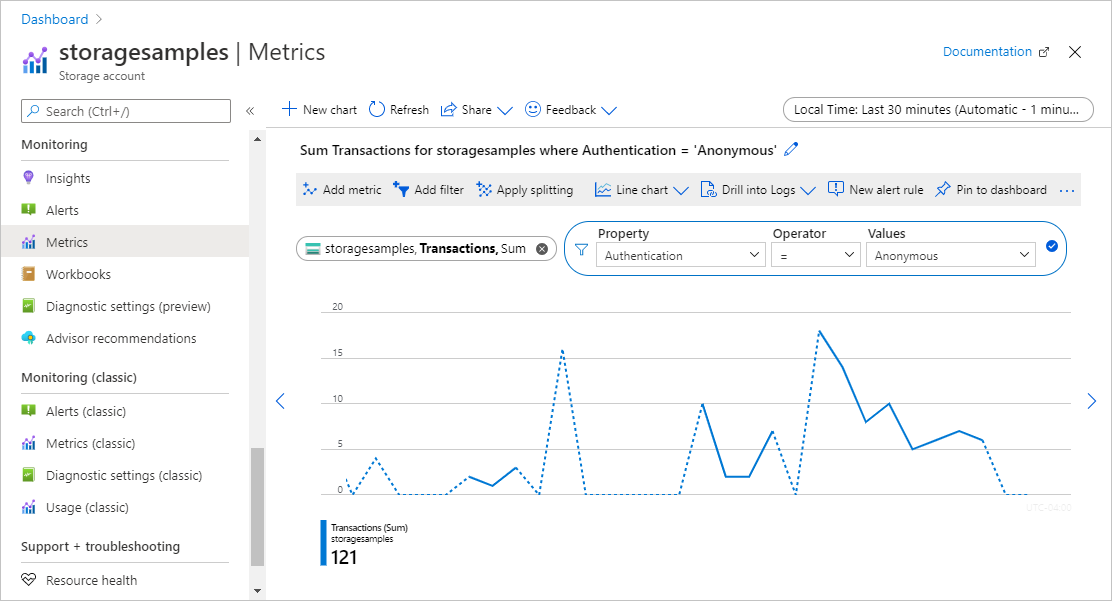 Dashboard
storagesamples | Metrics
Storage account
Documentation
Search (Ctrl+/)
New chart Refresh Share Feedback
Local Time: Last 30 minutes (Automatic - 1 minu...
Monitoring
Insights
Alerts
Metrics
Workbooks
Diagnostic settings (preview)
Advisor recommendations
Monitoring (classic)
Alerts (classic)
Metrics (classic)
Diagnostic settings (classic)
Usage (classic)
Support + troubleshooting
Resource health
Sum Transactions for storagesamples where Authentication = 'Anonymous'
Add metric Add filter Apply splitting Line chart Drill into Logs New alert rule Pin to dashboard ...
storagesamples, Transactions, Sum
Property Operator Values
Authentication = Anonymous
20
15
10
5
0
UTC-04:00
Transactions (Sum)
storagesamples
121